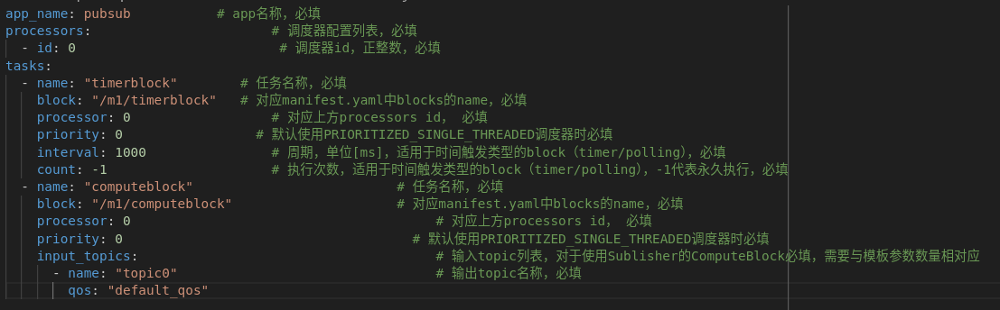 app_name: pubsub           # app名称，必填
processors:                       # 调度器配置列表，必填
  - id: 0                          # 调度器id，正整数，必填
tasks:
  - name: "timerblock"        # 任务名称，必填
    block: "/m1/timerblock"   # 对应manifest.yaml中blocks的name，必填
    processor: 0                  # 对应上方processors id， 必填
    priority: 0                 # 默认使用PRIORITIZED_SINGLE_THREADED调度器时必填
    interval: 1000                # 周期，单位[ms]，适用于时间触发类型的block（timer/polling），必填
    count: -1                     # 执行次数，适用于时间触发类型的block（timer/polling），-1代表永久执行，必填
  - name: "computeblock"                          # 任务名称，必填
    block: "/m1/computeblock"                     # 对应manifest.yaml中blocks的name，必填
    processor: 0                                       # 对应上方processors id， 必填
    priority: 0                                     # 默认使用PRIORITIZED_SINGLE_THREADED调度器时必填
    input_topics:                                      # 输入topic列表，对于使用Sublisher的ComputeBlock必填，需要与模板参数数量相对应
      - name: "topic0"                                 # 输出topic名称，必填
        qos: "default_qos"